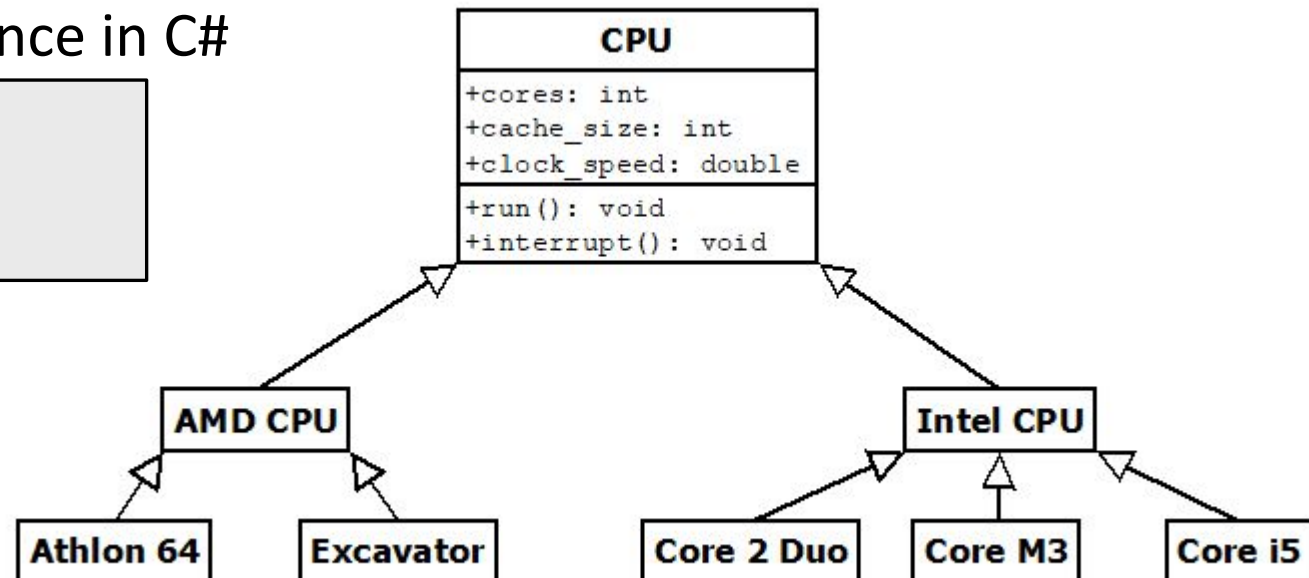 nce in C#
CPU
+cores: int
+cache_size: int
+clock_speed: double
+run(): void
+interrupt(): void
AMD CPU
Intel CPU
Athlon 64
Excavator
Core 2 Duo
Core M3
Core i5